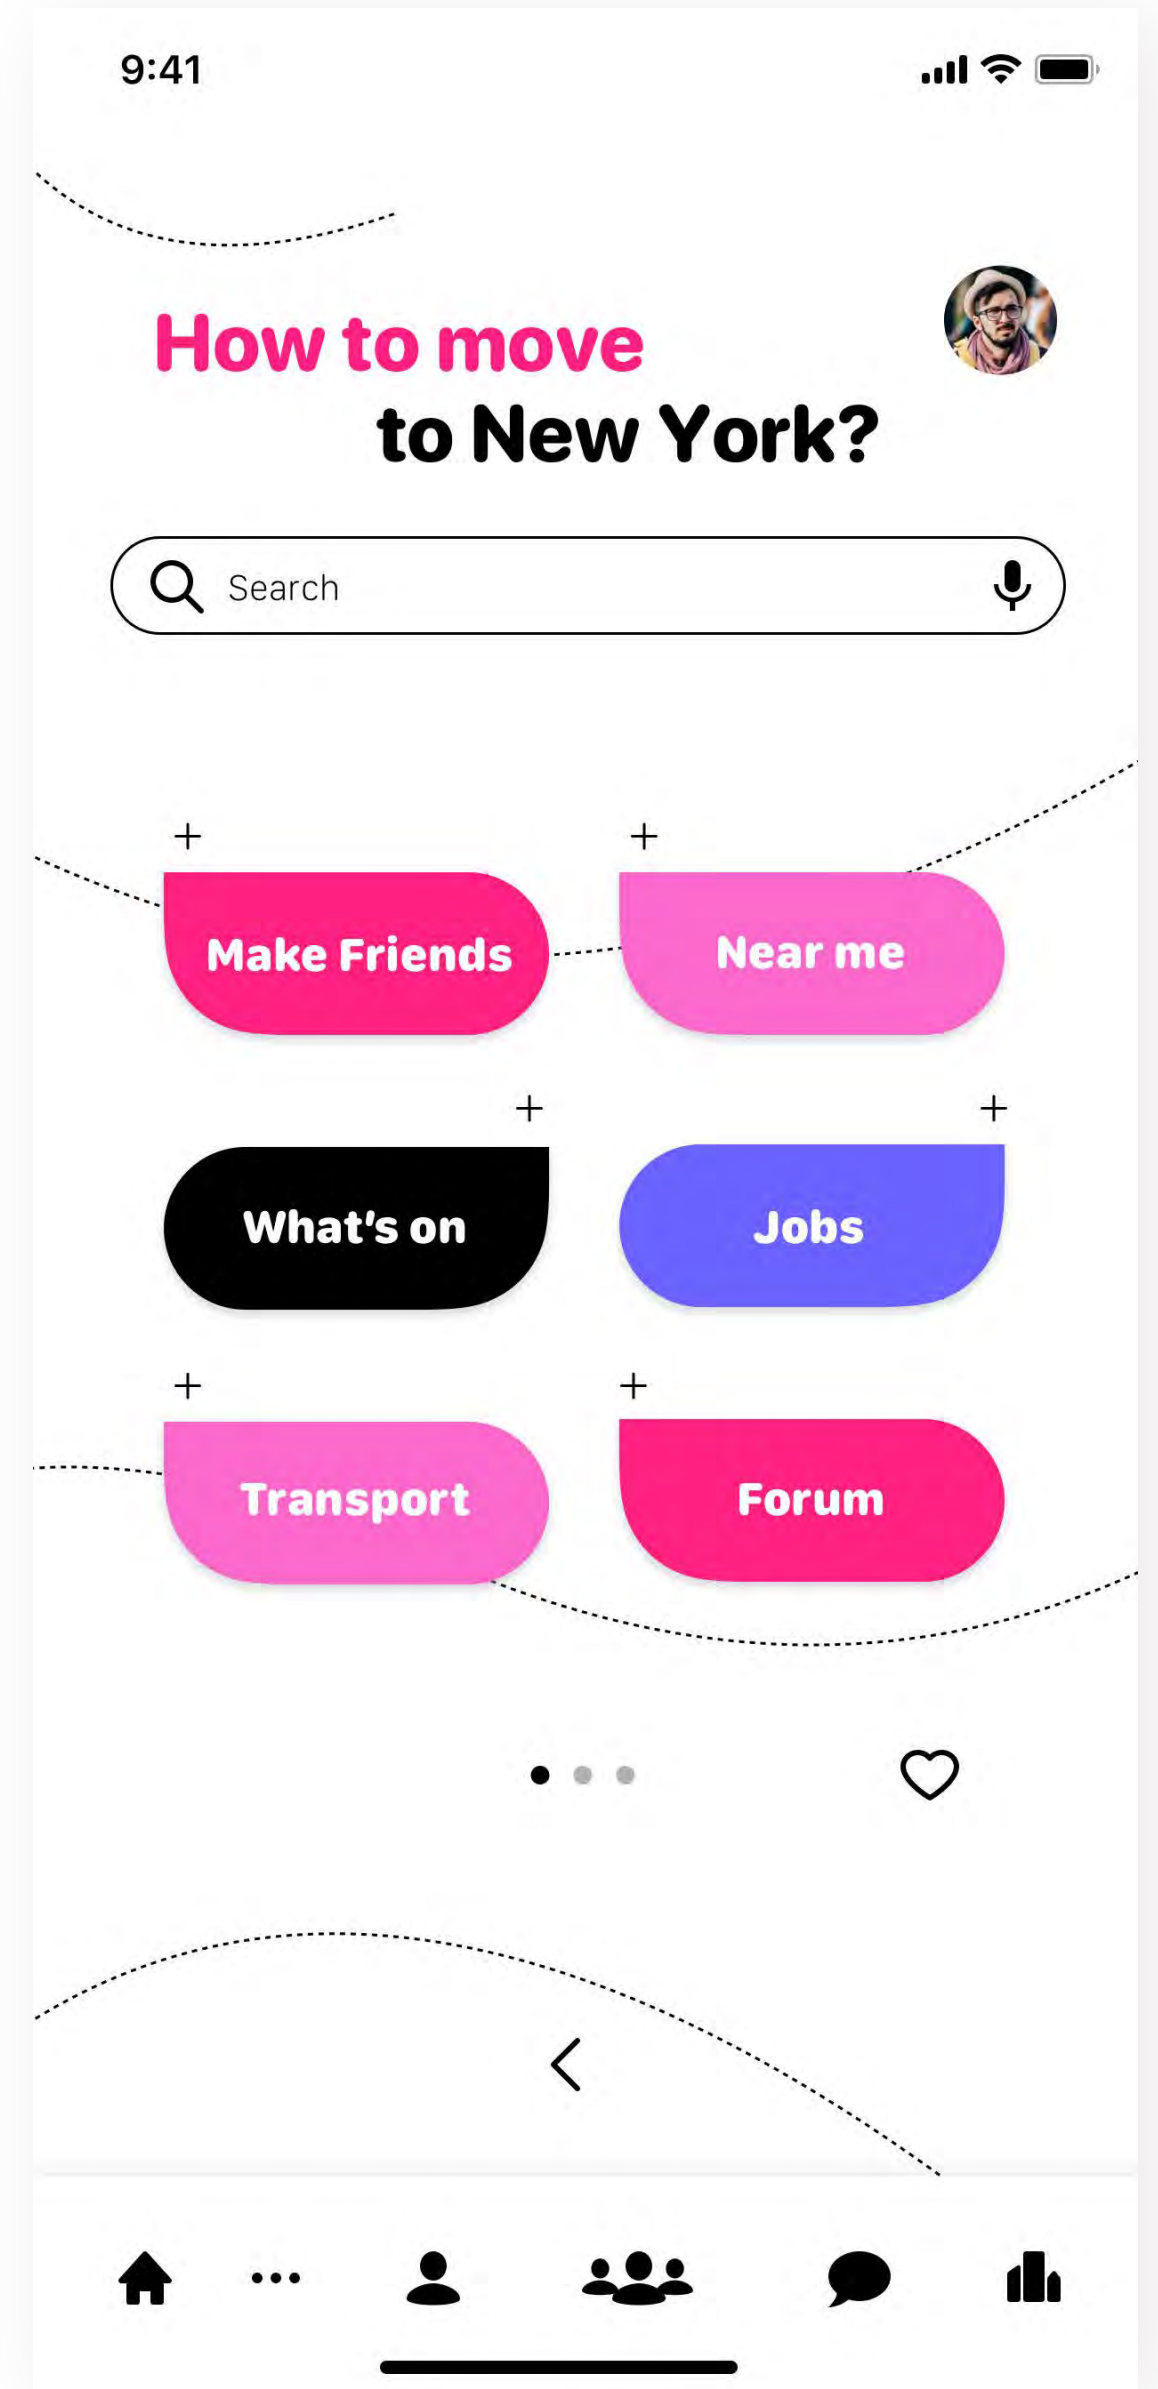 9:41
How to move
to New York?
Search
Make Friends
Near me
What's on
Jobs
Transport
Forum